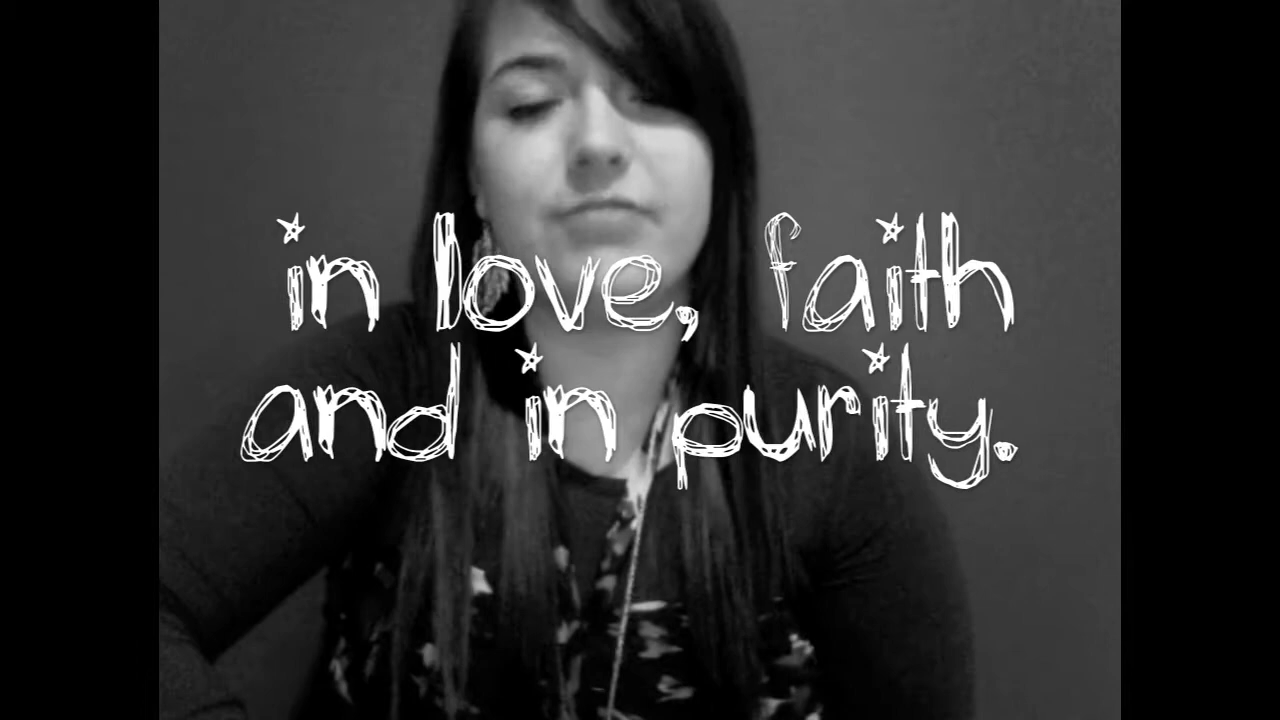 in love, faith
and in purity.